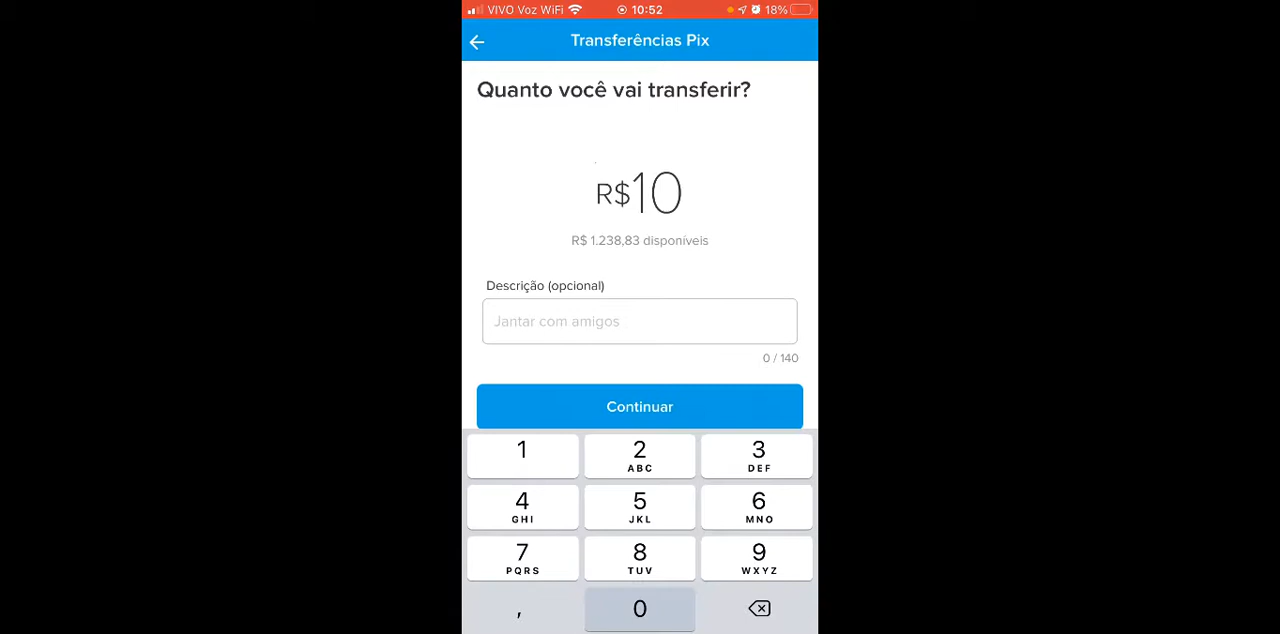 VIVO Voz WiFi 10:52 18%
Transferências Pix
Quanto você vai transferir?
R$10
R$ 1.238,83 disponíveis
Descrição (opcional)
Jantar com amigos
0 / 140
Continuar
1 2 3
ABC DEF
4 5 6
GHI JKL MNO
7 8 9
PQRS TUV WXYZ
, 0